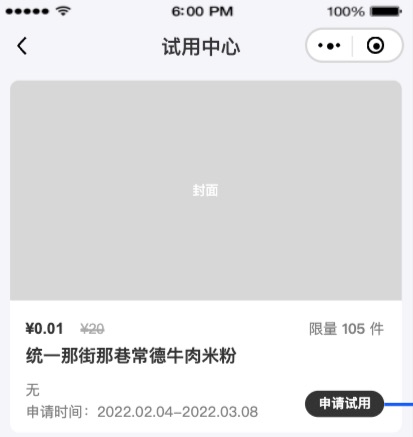 6:00 PM 100%
试用中心
封面
¥0.01 ¥20 限量 105 件
统一那街那巷常德牛肉米粉
无
申请时间：2022.02.04-2022.03.08 申请试用